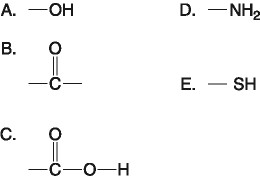 A. —OH
D. —NH₂
B. O
—C—
E. — SH
C. O
—C—O—H